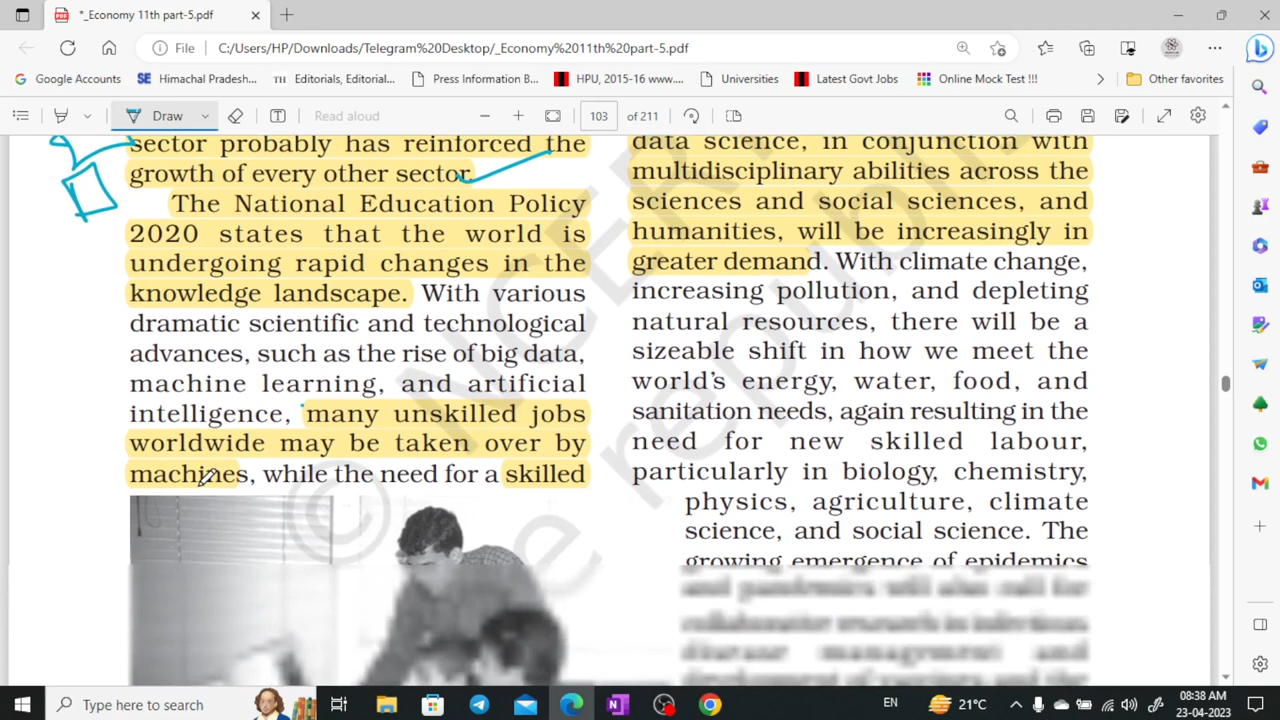 *_Economy 11th part-5.pdf
File
C:/Users/HP/Downloads/Telegram%20Desktop/_Economy%2011th%20part-5.pdf
Google Accounts
SE Himachal Pradesh...
TH Editorials, Editorial...
Press Information B...
HPU, 2015-16 www....
Universities
Latest Govt Jobs
Online Mock Test !!!
Other favorites
Draw
Read aloud
103 of 211
sector probably has reinforced the
growth of every other sector.
The National Education Policy
2020 states that the world is
undergoing rapid changes in the
knowledge landscape. With various
dramatic scientific and technological
advances, such as the rise of big data,
machine learning, and artificial
intelligence, many unskilled jobs
worldwide may be taken over by
machines, while the need for a skilled
data science, in conjunction with
multidisciplinary abilities across the
sciences and social sciences, and
humanities, will be increasingly in
greater demand. With climate change,
increasing pollution, and depleting
natural resources, there will be a
sizeable shift in how we meet the
world's energy, water, food, and
sanitation needs, again resulting in the
need for new skilled labour,
particularly in biology, chemistry,
physics, agriculture, climate
science, and social science. The
growing emergence of epidemics
Type here to search
EN
21°C
08:38 AM
23-04-2023